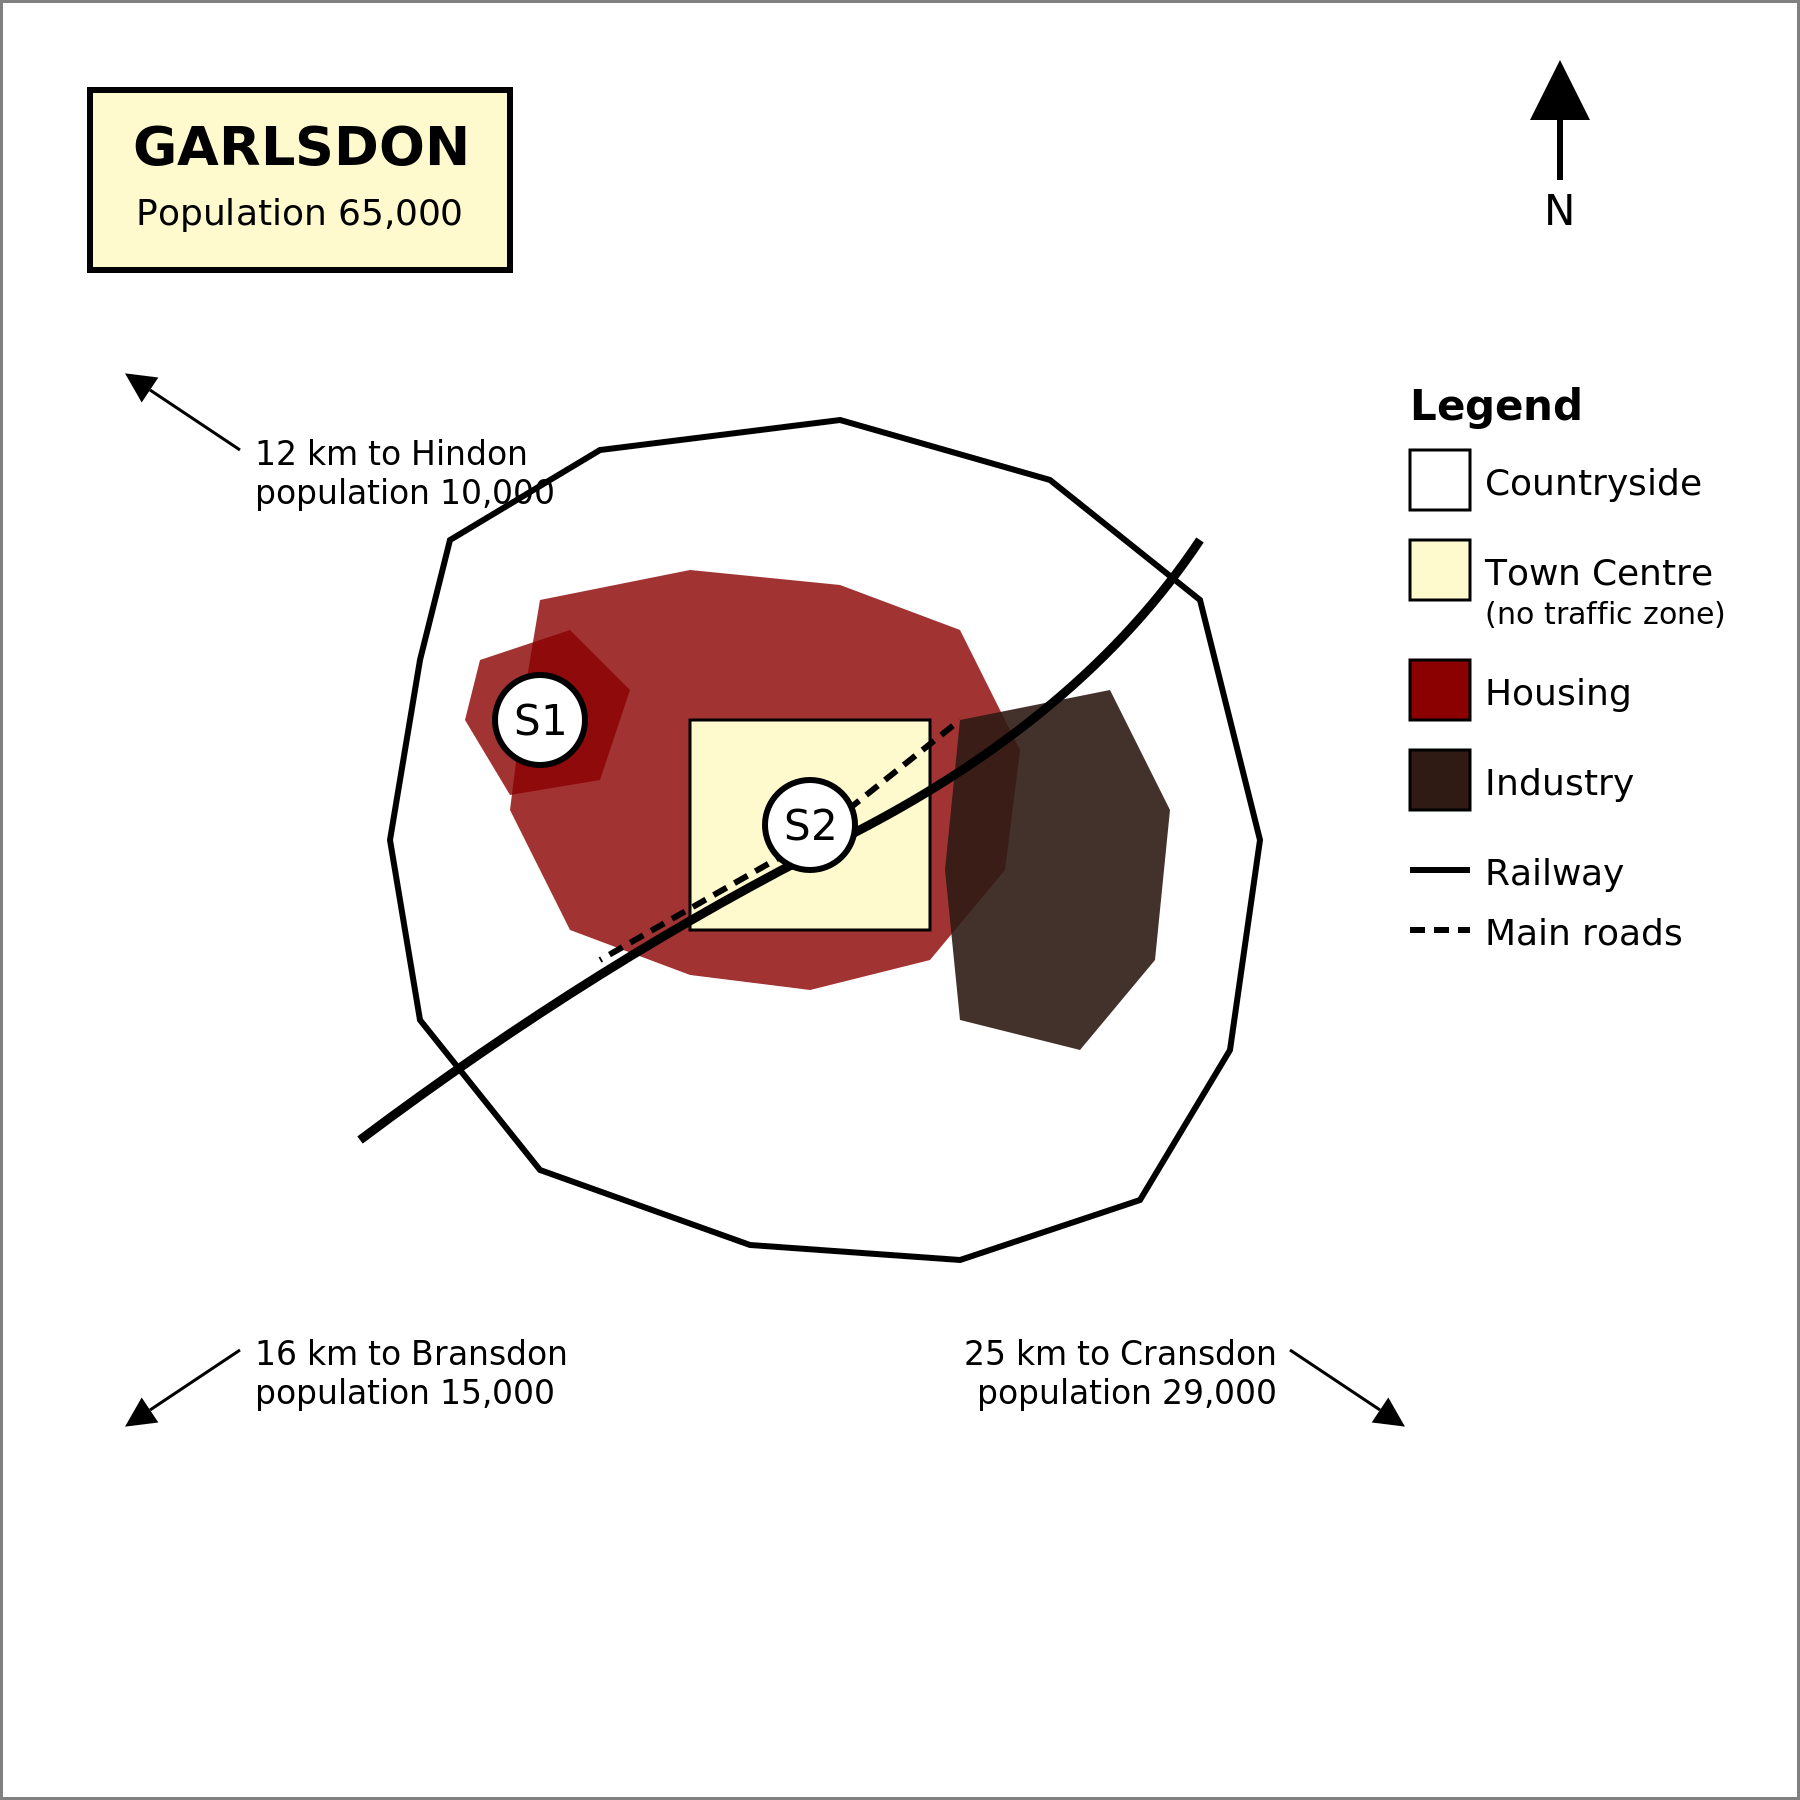 GARLSDON
Population 65,000
N
12 km to Hindon
population 10,000
Legend
Countryside
Town Centre
(no traffic zone)
Housing
Industry
Railway
Main roads
S1
S2
16 km to Bransdon
population 15,000
25 km to Cransdon
population 29,000